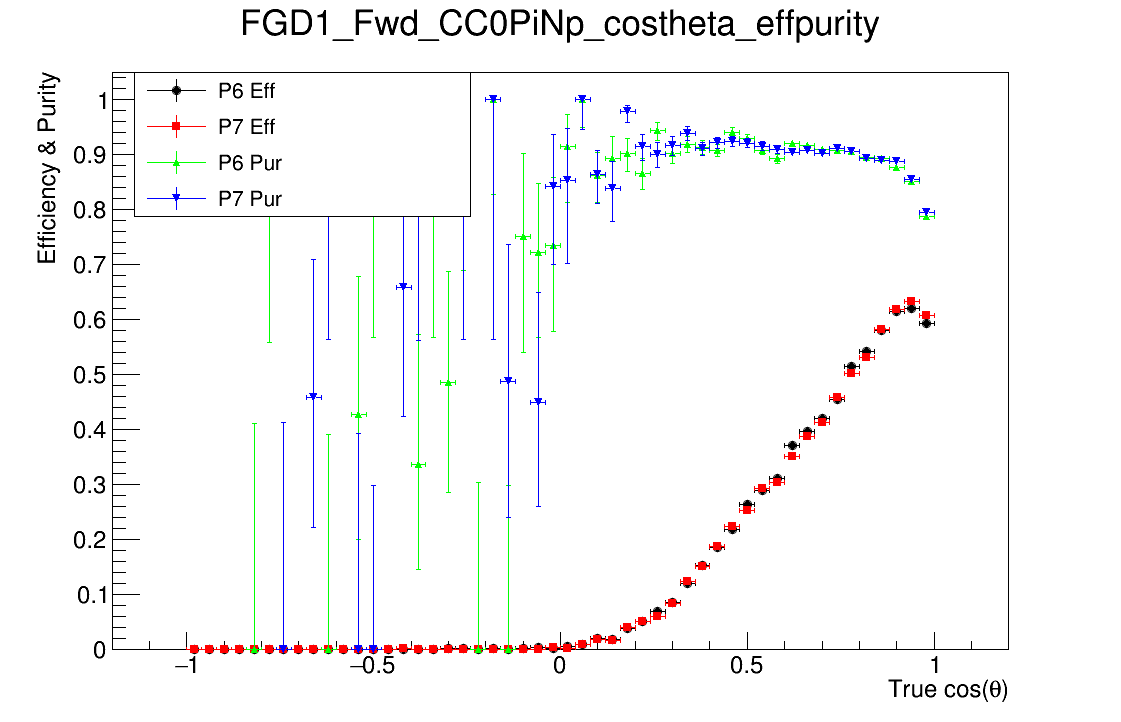 FGD1_Fwd_CC0PiNp_costheta_effpurity
Efficiency & Purity
P6 Eff
P7 Eff
P6 Pur
P7 Pur
1
0.9
0.8
0.7
0.6
0.5
0.4
0.3
0.2
0.1
0
−1 −0.5 0 0.5 1
True cos(θ)